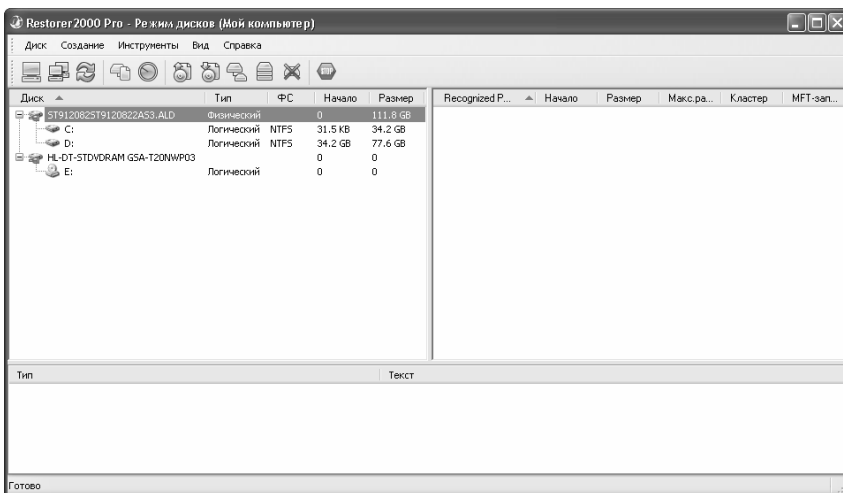 Restorer2000 Pro - Режим дисков (Мой компьютер)
Диск Создание Инструменты Вид Справка
STOP
Диск Тип ФС Начало Размер Recognized P... Начало Размер Макс.ра... Кластер MFT-зап...
ST912082ST9120822AS3.ALD Физический 0 111.8 GB
C: Логический NTFS 31.5 KB 34.2 GB
D: Логический NTFS 34.2 GB 77.6 GB
HL-DT-STDVDRAM GSA-T20NWP03 0 0
E: Логический 0 0
Тип Текст
Готово